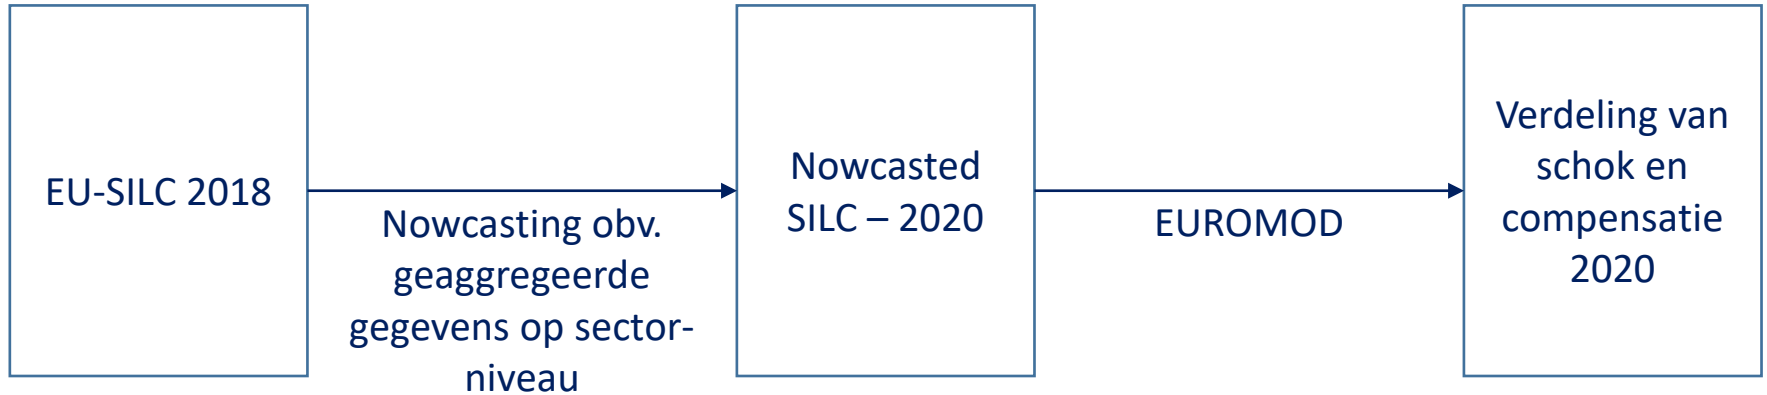 EU-SILC 2018
Nowcasting obv.
geaggregeerde
gegevens op sector-
niveau
Nowcasted
SILC – 2020
EUROMOD
Verdeling van
schok en
compensatie
2020